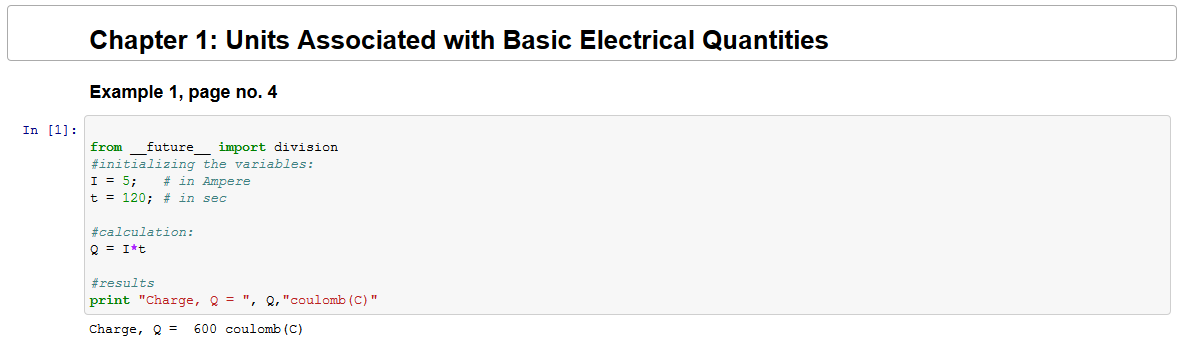 Chapter 1: Units Associated with Basic Electrical Quantities
Example 1, page no. 4
In [1]:
from __future__ import division
#initializing the variables:
I = 5;   # in Ampere
t = 120; # in sec
#calculation:
Q = I*t
#results
print "Charge, Q = ", Q,"coulomb(C)"
Charge, Q =  600 coulomb(C)